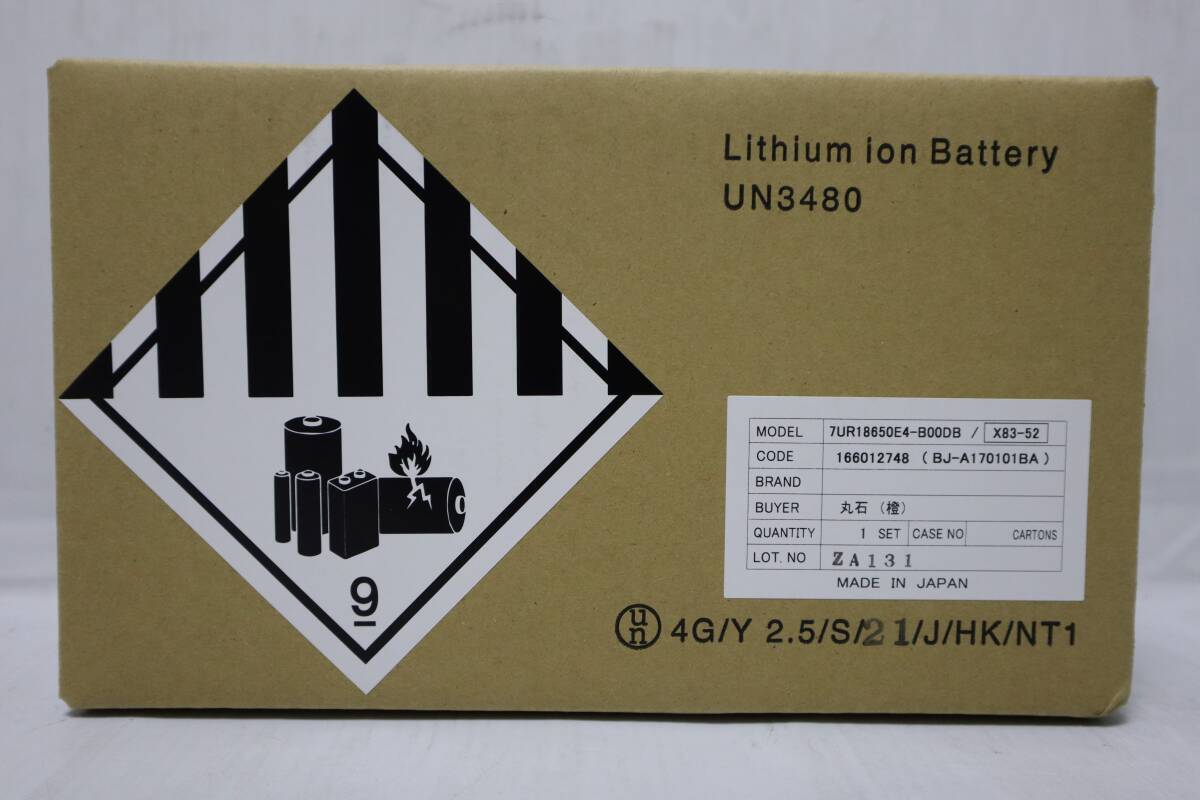 Lithium ion Battery
UN3480
9
MODEL 7UR18650E4-B00DB / X83-52
CODE 166012748 ( BJ-A170101BA )
BRAND
BUYER 丸石 (橙)
QUANTITY 1 SET CASE NO CARTONS
LOT. NO ZA131
MADE IN JAPAN
un 4G/Y 2.5/S/21/J/HK/NT1